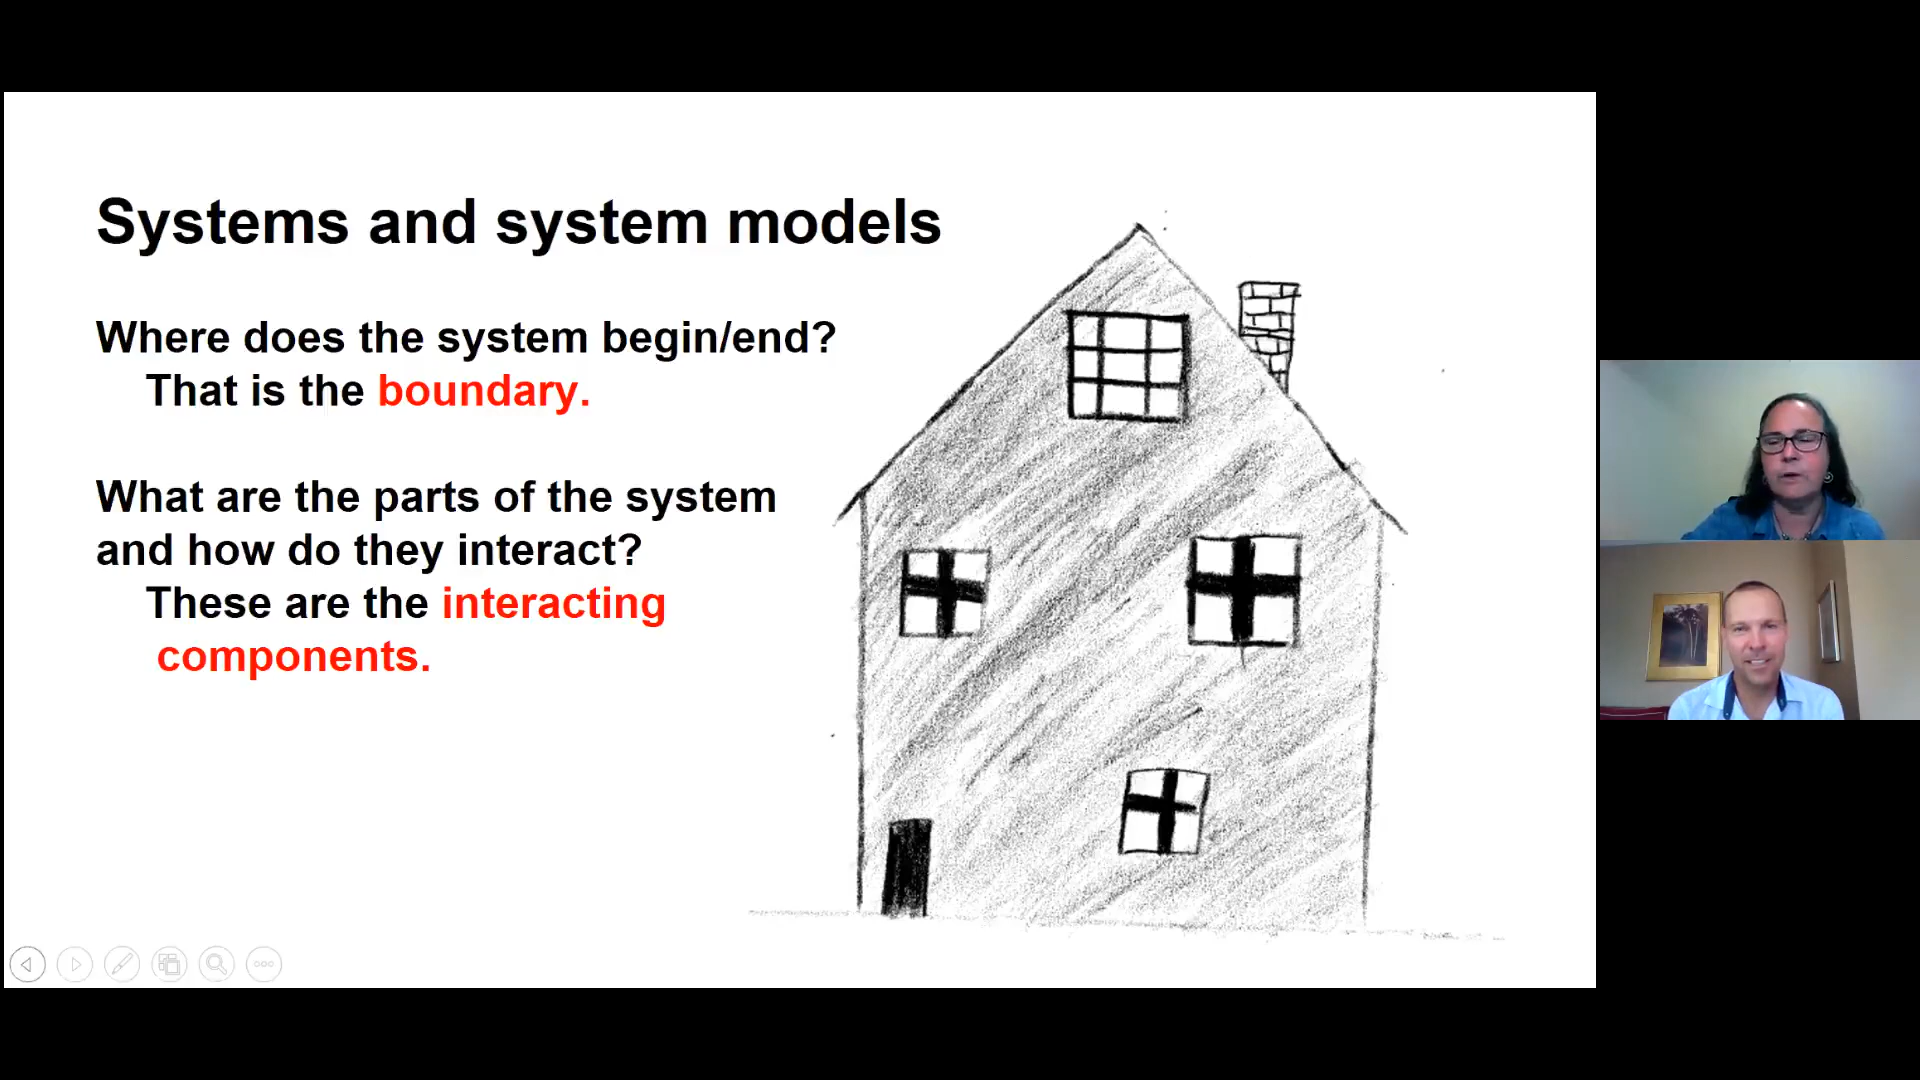 Systems and system models
Where does the system begin/end?
That is the boundary.
What are the parts of the system
and how do they interact?
These are the interacting
components.